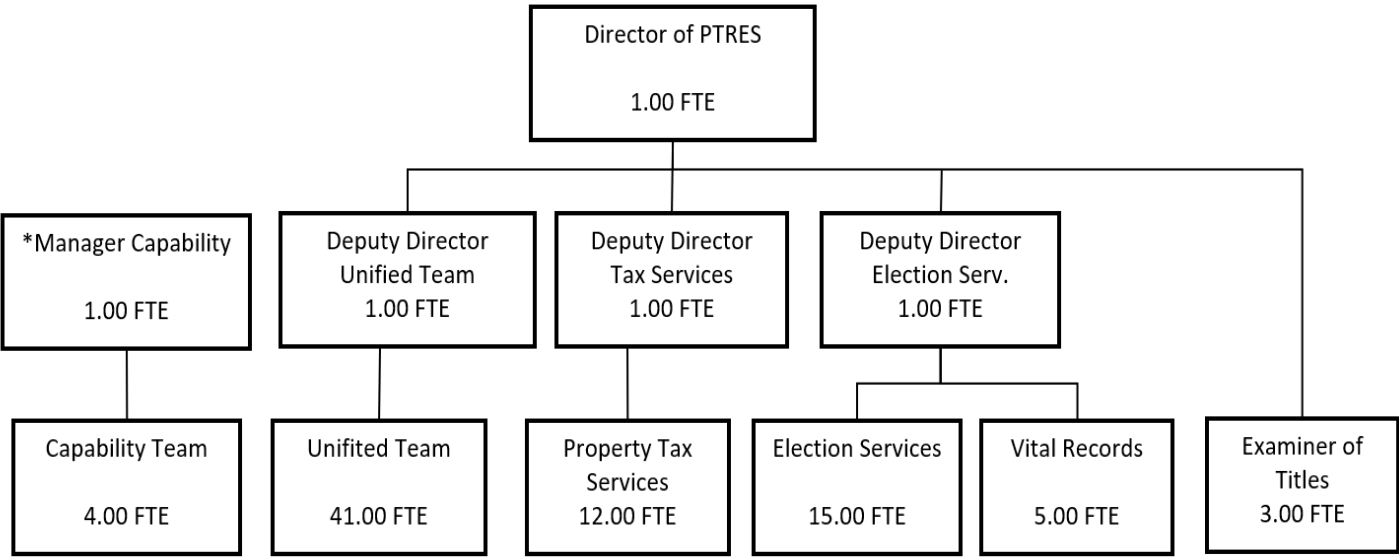 Director of PTRES
1.00 FTE
*Manager Capability
1.00 FTE
Deputy Director
Unified Team
1.00 FTE
Deputy Director
Tax Services
1.00 FTE
Deputy Director
Election Serv.
1.00 FTE
Capability Team
4.00 FTE
Unifited Team
41.00 FTE
Property Tax
Services
12.00 FTE
Election Services
15.00 FTE
Vital Records
5.00 FTE
Examiner of
Titles
3.00 FTE